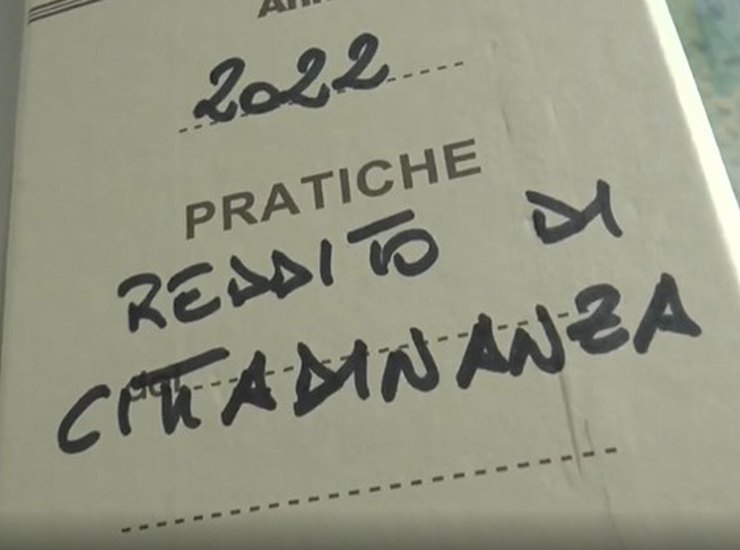 2022
PRATICHE
REDDITO DI
CITTADINANZA